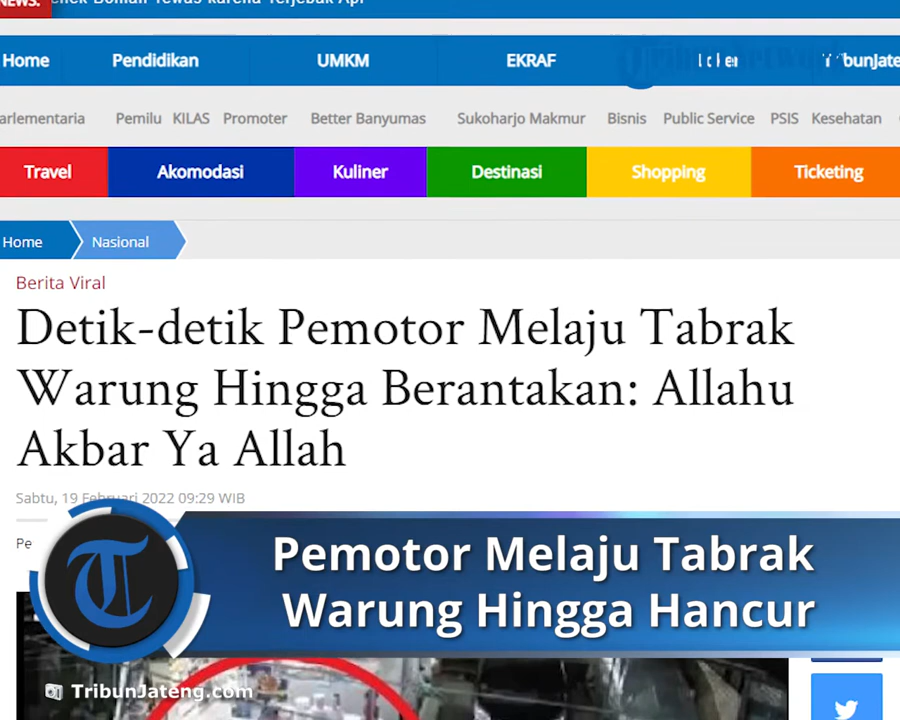 NEWS:
Home Pendidikan UMKM EKRAF
arlementaria Pemilu KILAS Promoter Better Banyumas Sukoharjo Makmur Bisnis Public Service PSIS Kesehatan
Travel Akomodasi Kuliner Destinasi Shopping Ticketing
Home Nasional
Berita Viral
Detik-detik Pemotor Melaju Tabrak
Warung Hingga Berantakan: Allahu
Akbar Ya Allah
Sabtu, 19 Februari 2022 09:29 WIB
Pe
Pemotor Melaju Tabrak
Warung Hingga Hancur
TribunJateng.com